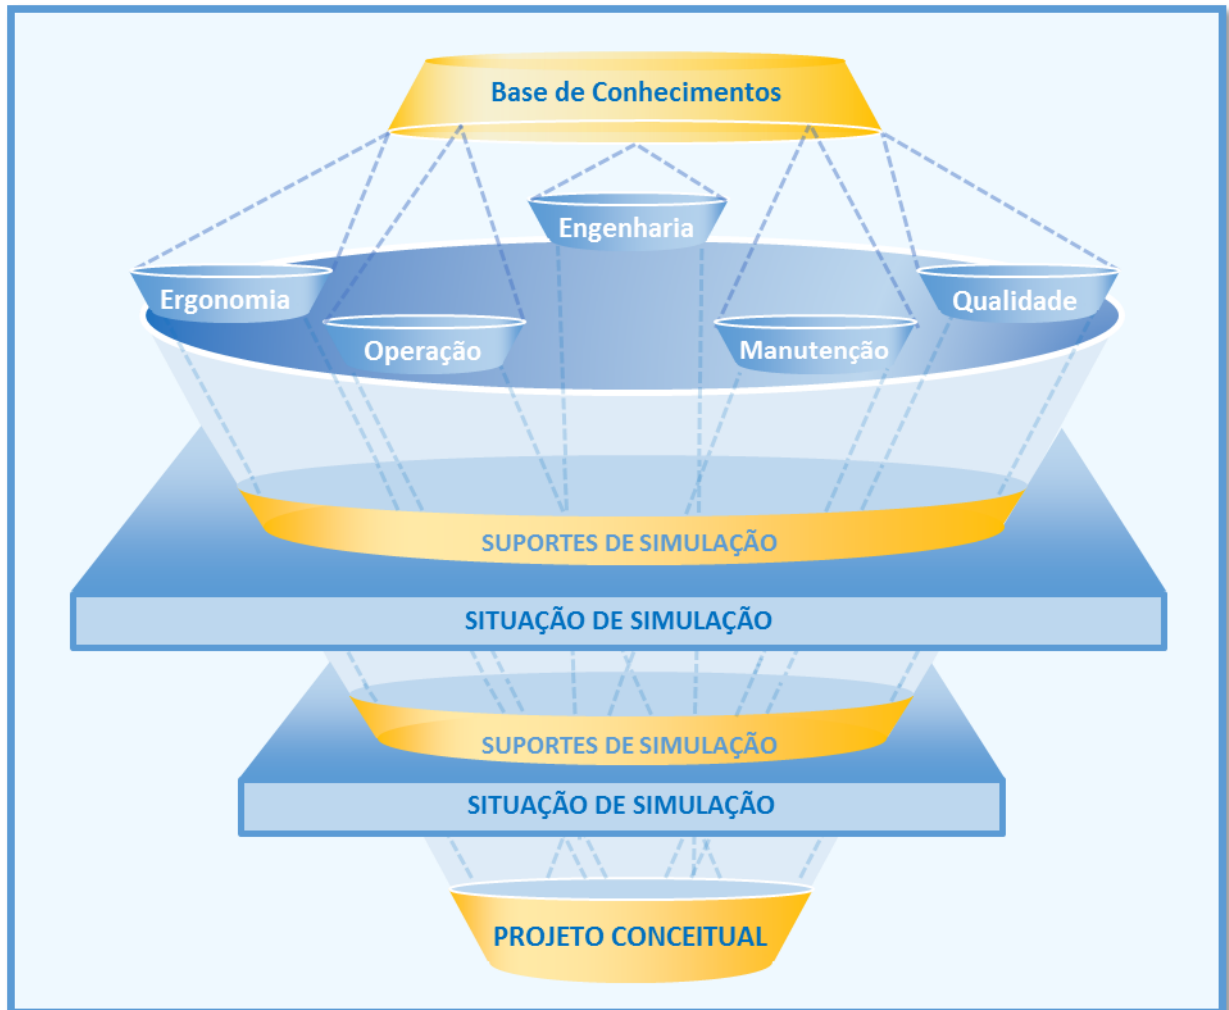 Base de Conhecimentos
Engenharia
Ergonomia
Qualidade
Operação
Manutenção
SUPORTES DE SIMULAÇÃO
SITUAÇÃO DE SIMULAÇÃO
SUPORTES DE SIMULAÇÃO
SITUAÇÃO DE SIMULAÇÃO
PROJETO CONCEITUAL